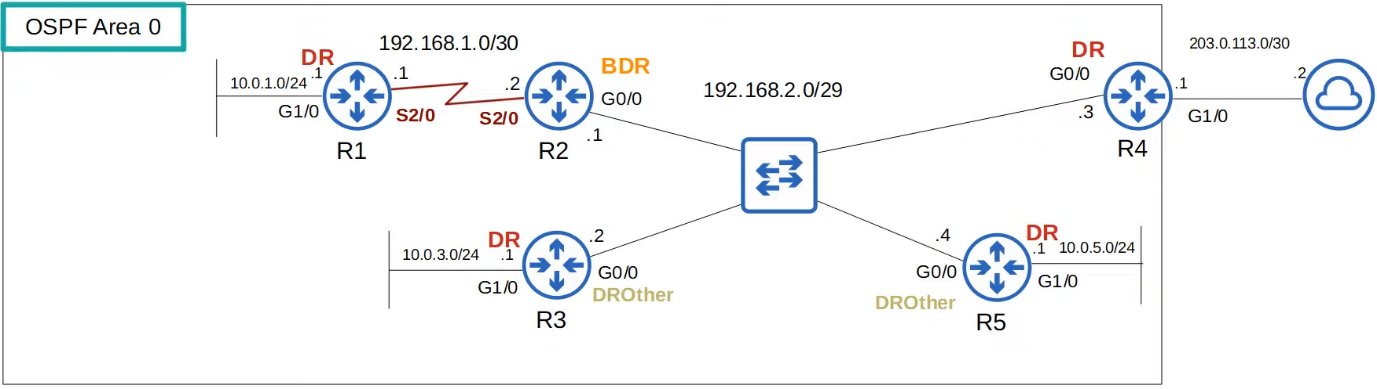 OSPF Area 0
192.168.1.0/30
DR
10.0.1.0/24
.1
G1/0
R1
.1
S2/0
.2
S2/0
R2
BDR
G0/0
.1
192.168.2.0/29
DR
G0/0
.3
R4
.1
G1/0
203.0.113.0/30
.2
10.0.3.0/24
.1
G1/0
DR
R3
.2
G0/0
DROther
.4
G0/0
DROther
R5
DR
.1
10.0.5.0/24
G1/0